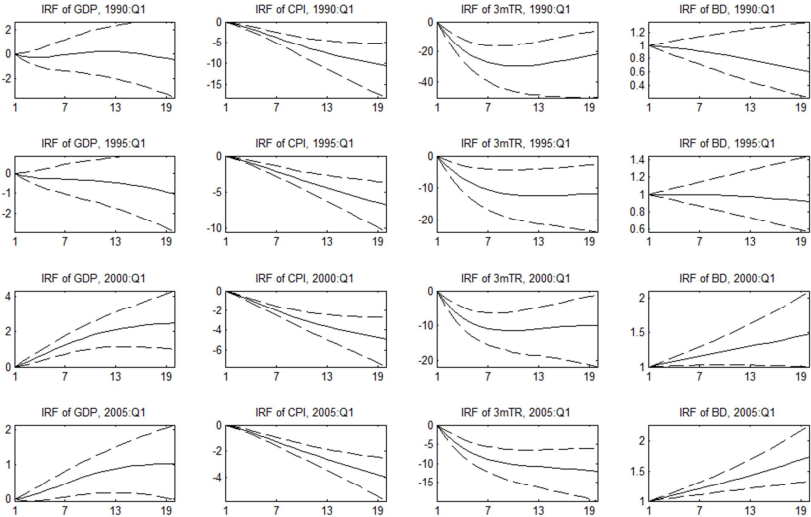 IRF of GDP, 1990:Q1 IRF of CPI, 1990:Q1 IRF of 3mTR, 1990:Q1 IRF of BD, 1990:Q1
2 0 -2
0 -5 -10 -15
0 -20 -40
1.2 1 0.8 0.6 0.4
1 7 13 19 1 7 13 19 1 7 13 19 1 7 13 19
IRF of GDP, 1995:Q1 IRF of CPI, 1995:Q1 IRF of 3mTR, 1995:Q1 IRF of BD, 1995:Q1
0 -1 -2
0 -5 -10
0 -10 -20
1.4 1.2 1 0.8 0.6
1 7 13 19 1 7 13 19 1 7 13 19 1 7 13 19
IRF of GDP, 2000:Q1 IRF of CPI, 2000:Q1 IRF of 3mTR, 2000:Q1 IRF of BD, 2000:Q1
4 2 0
0 -2 -4 -6
0 -10 -20
2 1.5 1
1 7 13 19 1 7 13 19 1 7 13 19 1 7 13 19
IRF of GDP, 2005:Q1 IRF of CPI, 2005:Q1 IRF of 3mTR, 2005:Q1 IRF of BD, 2005:Q1
2 1 0
0 -2 -4
0 -5 -10 -15
2 1.5 1
1 7 13 19 1 7 13 19 1 7 13 19 1 7 13 19